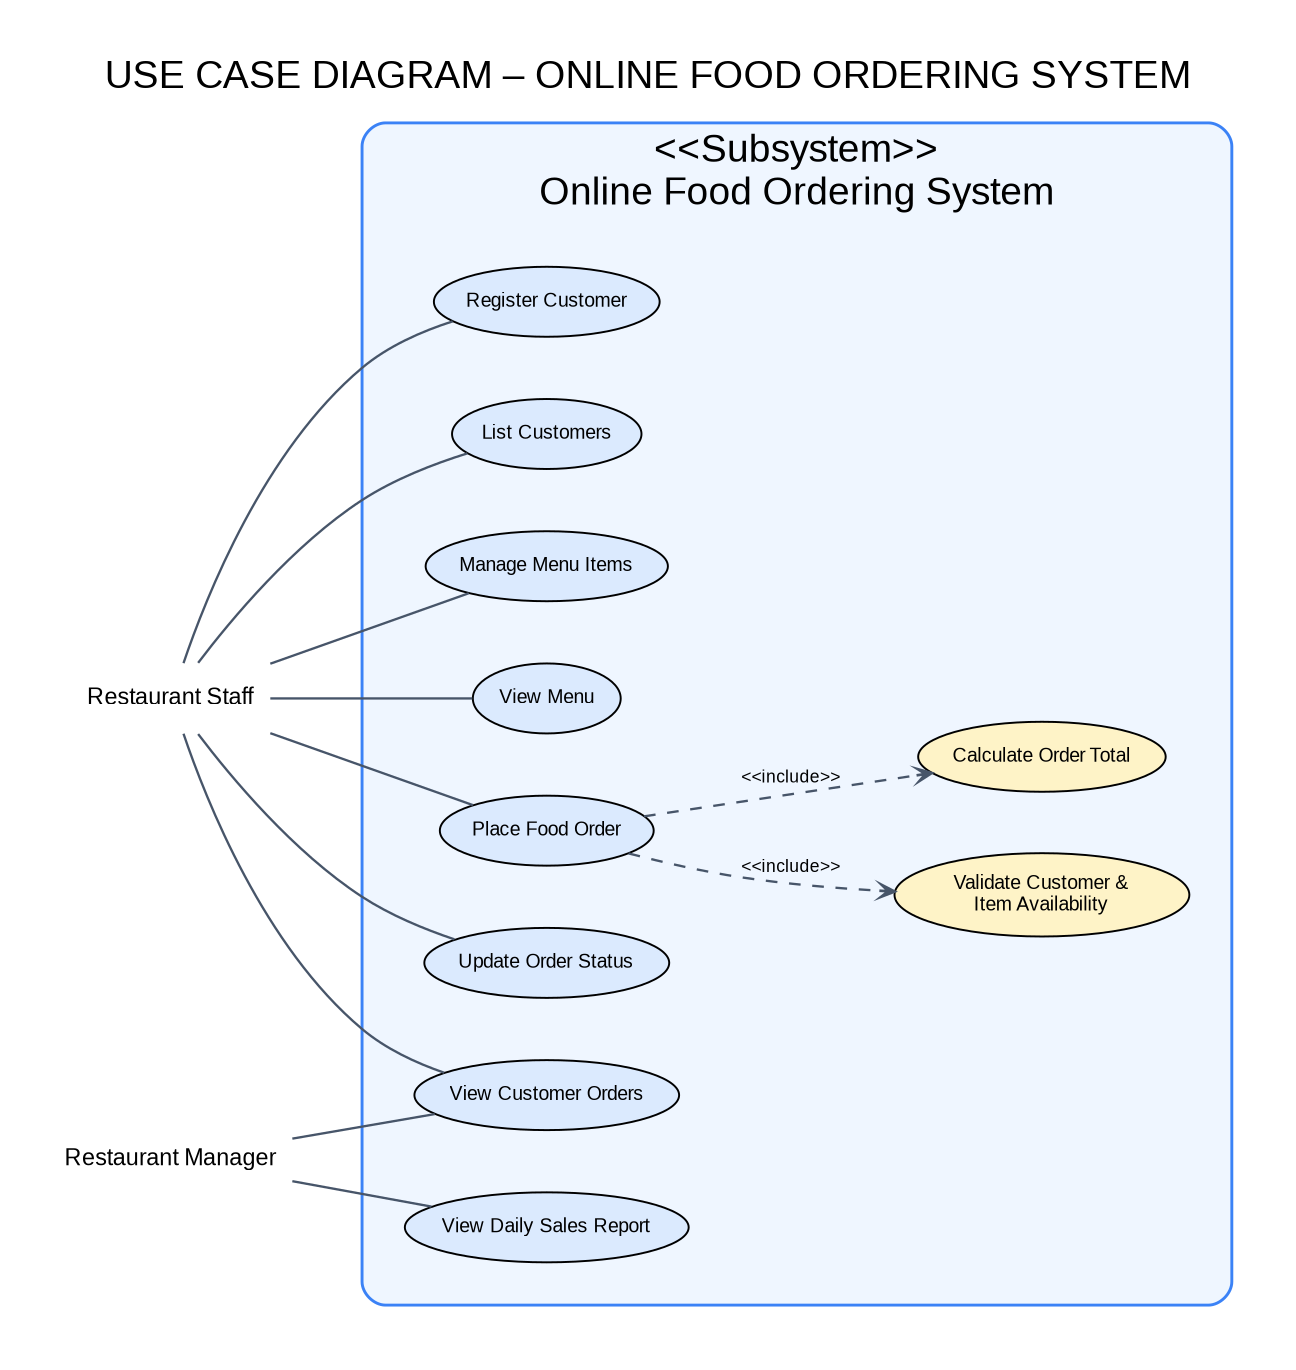 USE CASE DIAGRAM – ONLINE FOOD ORDERING SYSTEM
<<Subsystem>>
Online Food Ordering System
Register Customer
List Customers
Manage Menu Items
Restaurant Staff
View Menu
Calculate Order Total
<<include>>
Place Food Order
<<include>>
Validate Customer &
Item Availability
Update Order Status
View Customer Orders
Restaurant Manager
View Daily Sales Report